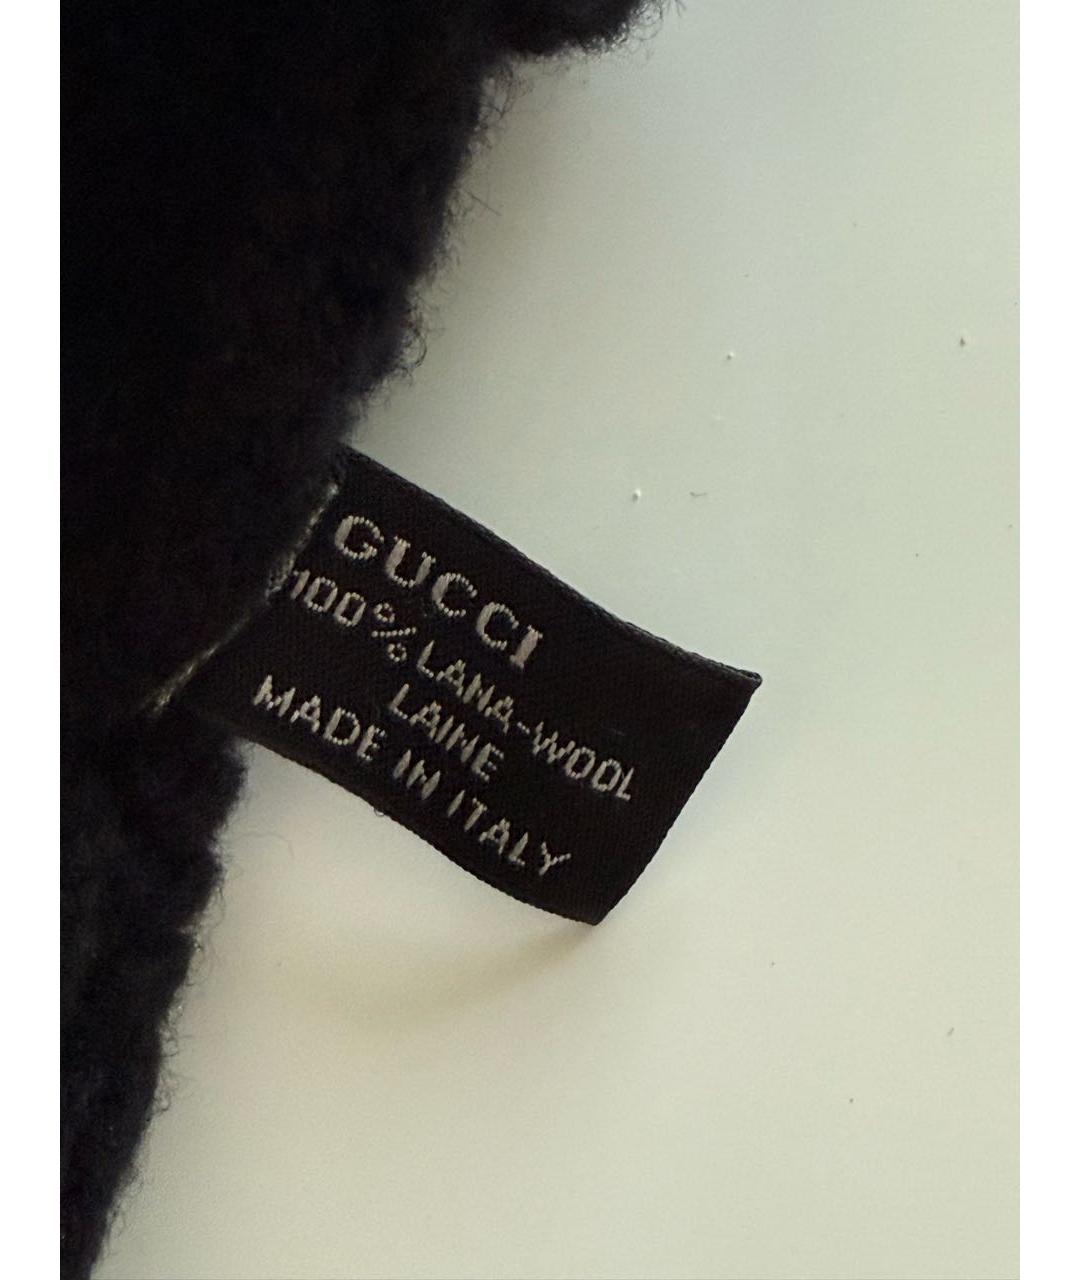 GUCCI
100% LANA-WOOL
LAINE
MADE IN ITALY